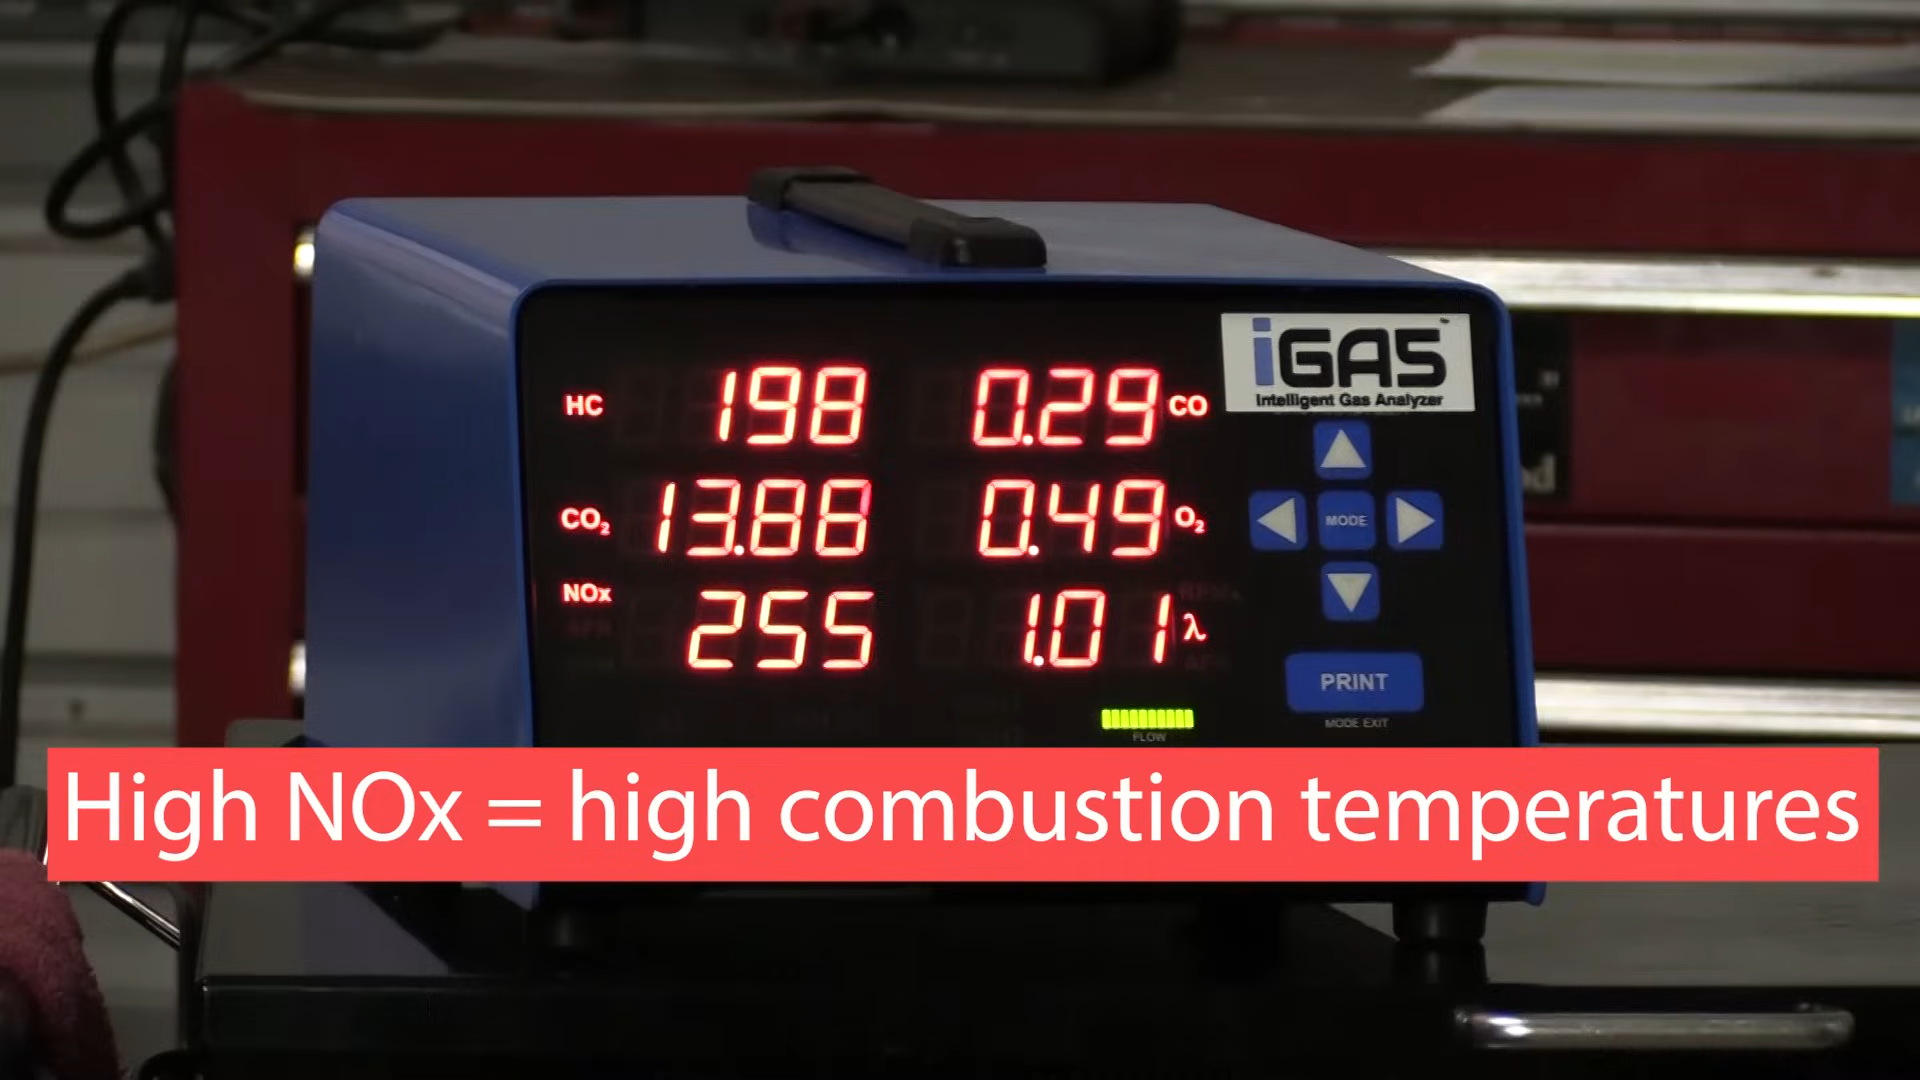 iGAS
Intelligent Gas Analyzer
HC 198 0.29 CO
CO₂ 13.88 0.49 O₂
NOx 255 1.01 λ
MODE
PRINT
MODE EXIT
FLOW
High NOx = high combustion temperatures